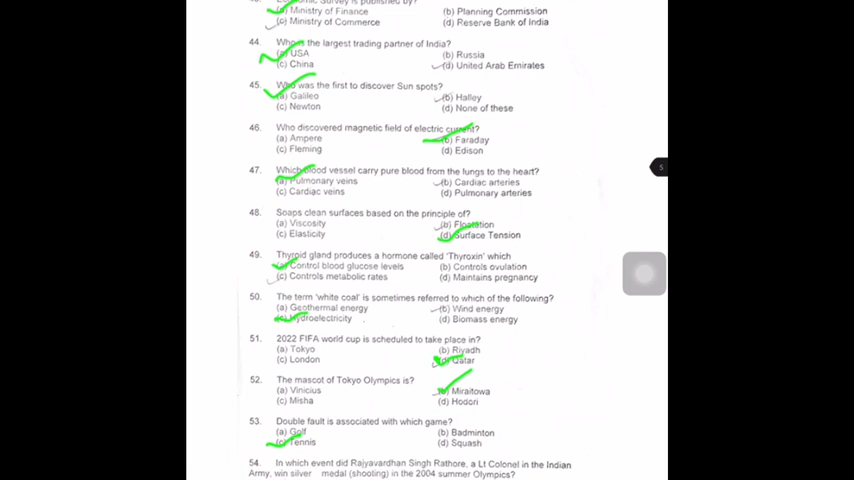 Economic Survey is published by?
(a) Ministry of Finance (b) Planning Commission
(c) Ministry of Commerce (d) Reserve Bank of India
44. Who is the largest trading partner of India?
(a) USA (b) Russia
(c) China (d) United Arab Emirates
45. Who was the first to discover Sun spots?
(a) Galileo (b) Halley
(c) Newton (d) None of these
46. Who discovered magnetic field of electric current?
(a) Ampere (b) Faraday
(c) Fleming (d) Edison
47. Which blood vessel carry pure blood from the lungs to the heart?
(a) Pulmonary veins (b) Cardiac arteries
(c) Cardiac veins (d) Pulmonary arteries
48. Soaps clean surfaces based on the principle of?
(a) Viscosity (b) Floatation
(c) Elasticity (d) Surface Tension
49. Thyroid gland produces a hormone called 'Thyroxin' which
(a) Control blood glucose levels (b) Controls ovulation
(c) Controls metabolic rates (d) Maintains pregnancy
50. The term 'white coal' is sometimes referred to which of the following?
(a) Geothermal energy (b) Wind energy
(c) Hydroelectricity (d) Biomass energy
51. 2022 FIFA world cup is scheduled to take place in?
(a) Tokyo (b) Riyadh
(c) London (d) Qatar
52. The mascot of Tokyo Olympics is?
(a) Vinicius (b) Miraitowa
(c) Misha (d) Hodori
53. Double fault is associated with which game?
(a) Golf (b) Badminton
(c) Tennis (d) Squash
54. In which event did Rajyavardhan Singh Rathore, a Lt Colonel in the Indian
Army, win silver medal (shooting) in the 2004 summer Olympics?
5